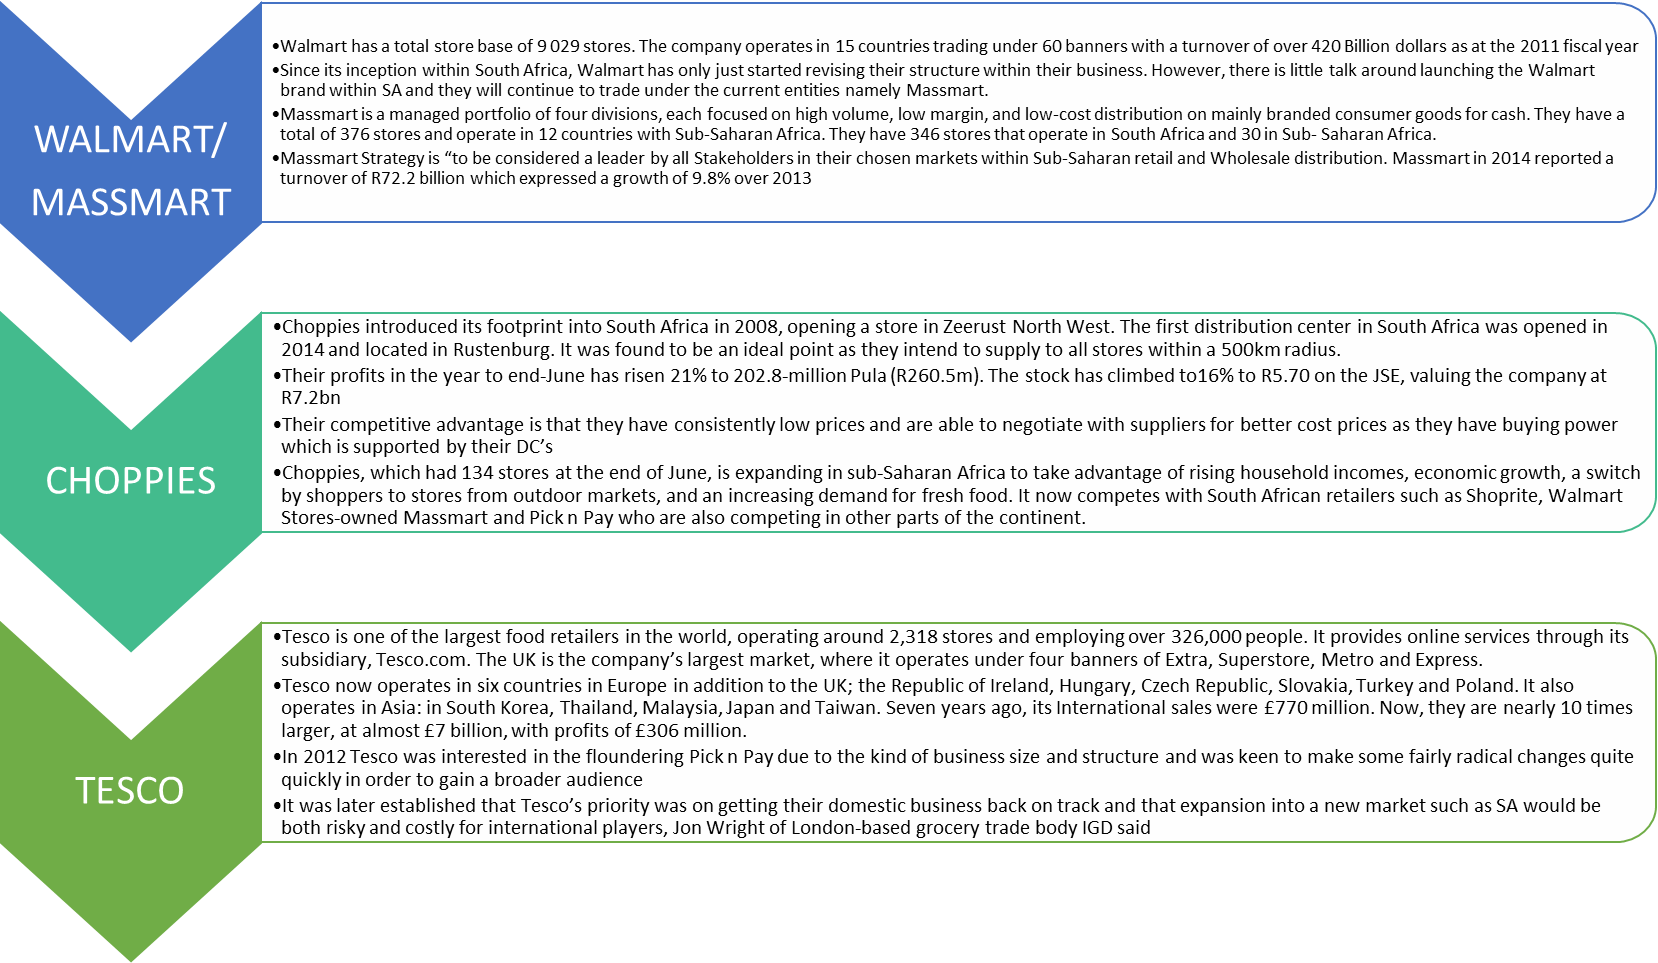 WALMART/
MASSMART
•Walmart has a total store base of 9 029 stores. The company operates in 15 countries trading under 60 banners with a turnover of over 420 Billion dollars as at the 2011 fiscal year
•Since its inception within South Africa, Walmart has only just started revising their structure within their business. However, there is little talk around launching the Walmart
brand within SA and they will continue to trade under the current entities namely Massmart.
•Massmart is a managed portfolio of four divisions, each focused on high volume, low margin, and low-cost distribution on mainly branded consumer goods for cash. They have a
total of 376 stores and operate in 12 countries with Sub-Saharan Africa. They have 346 stores that operate in South Africa and 30 in Sub- Saharan Africa.
•Massmart Strategy is “to be considered a leader by all Stakeholders in their chosen markets within Sub-Saharan retail and Wholesale distribution. Massmart in 2014 reported a
turnover of R72.2 billion which expressed a growth of 9.8% over 2013
CHOPPIES
•Choppies introduced its footprint into South Africa in 2008, opening a store in Zeerust North West. The first distribution center in South Africa was opened in
2014 and located in Rustenburg. It was found to be an ideal point as they intend to supply to all stores within a 500km radius.
•Their profits in the year to end-June has risen 21% to 202.8-million Pula (R260.5m). The stock has climbed to16% to R5.70 on the JSE, valuing the company at
R7.2bn
•Their competitive advantage is that they have consistently low prices and are able to negotiate with suppliers for better cost prices as they have buying power
which is supported by their DC’s
•Choppies, which had 134 stores at the end of June, is expanding in sub-Saharan Africa to take advantage of rising household incomes, economic growth, a switch
by shoppers to stores from outdoor markets, and an increasing demand for fresh food. It now competes with South African retailers such as Shoprite, Walmart
Stores-owned Massmart and Pick n Pay who are also competing in other parts of the continent.
TESCO
•Tesco is one of the largest food retailers in the world, operating around 2,318 stores and employing over 326,000 people. It provides online services through its
subsidiary, Tesco.com. The UK is the company’s largest market, where it operates under four banners of Extra, Superstore, Metro and Express.
•Tesco now operates in six countries in Europe in addition to the UK; the Republic of Ireland, Hungary, Czech Republic, Slovakia, Turkey and Poland. It also
operates in Asia: in South Korea, Thailand, Malaysia, Japan and Taiwan. Seven years ago, its International sales were £770 million. Now, they are nearly 10 times
larger, at almost £7 billion, with profits of £306 million.
•In 2012 Tesco was interested in the floundering Pick n Pay due to the kind of business size and structure and was keen to make some fairly radical changes quite
quickly in order to gain a broader audience
•It was later established that Tesco’s priority was on getting their domestic business back on track and that expansion into a new market such as SA would be
both risky and costly for international players, Jon Wright of London-based grocery trade body IGD said